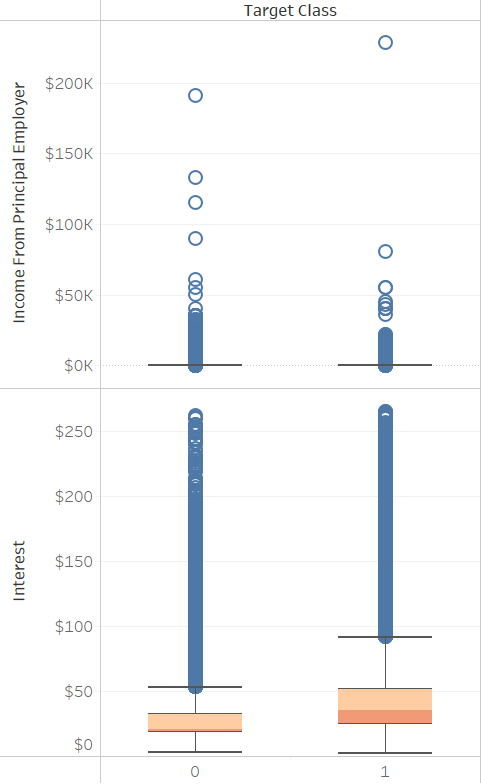 Target Class
Income From Principal Employer
$200K
$150K
$100K
$50K
$0K
Interest
$250
$200
$150
$100
$50
$0
0
1